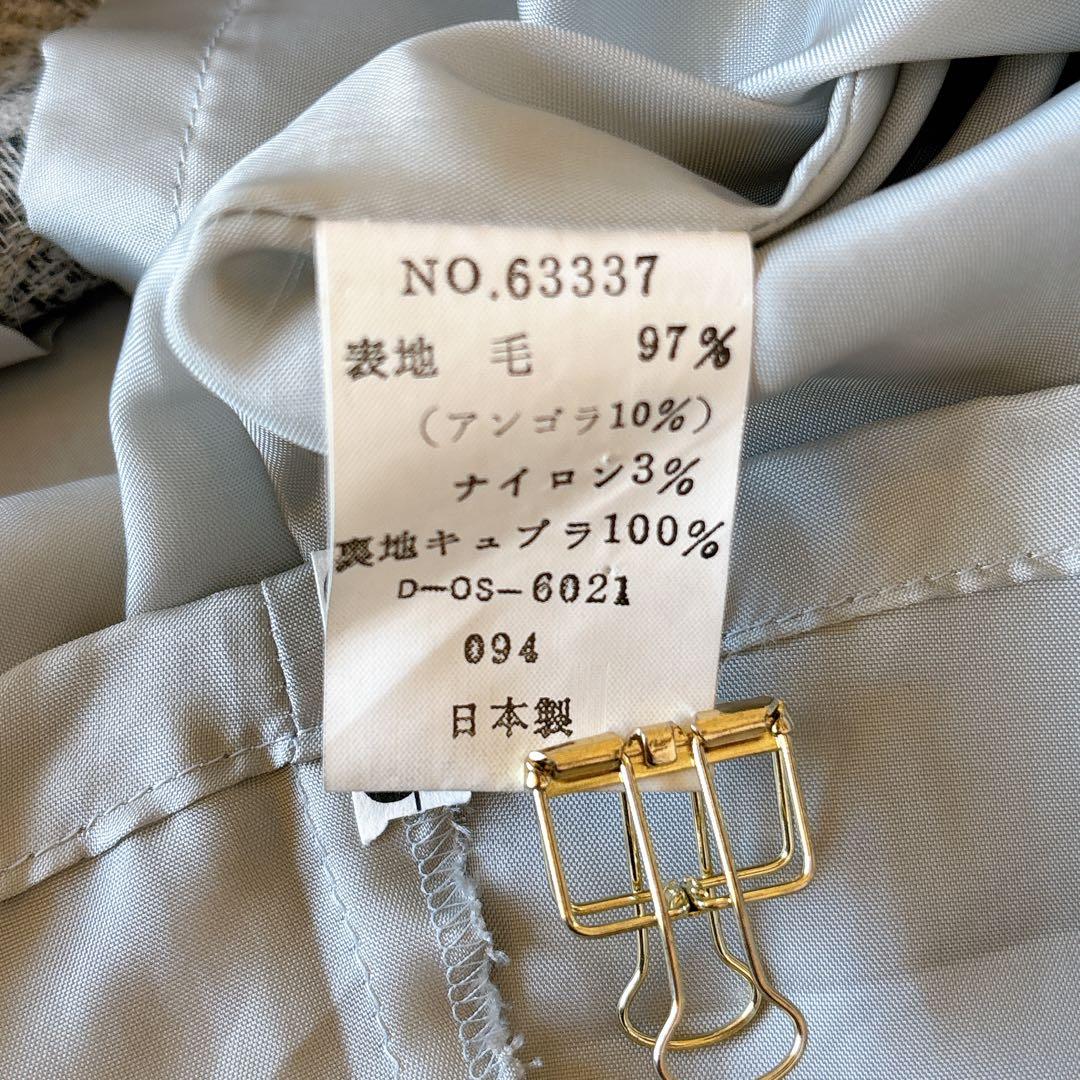 NO.63337
表地 毛 97%
(アンゴラ10%)
ナイロン3%
裏地キュプラ100%
D-OS-6021
094
日本製